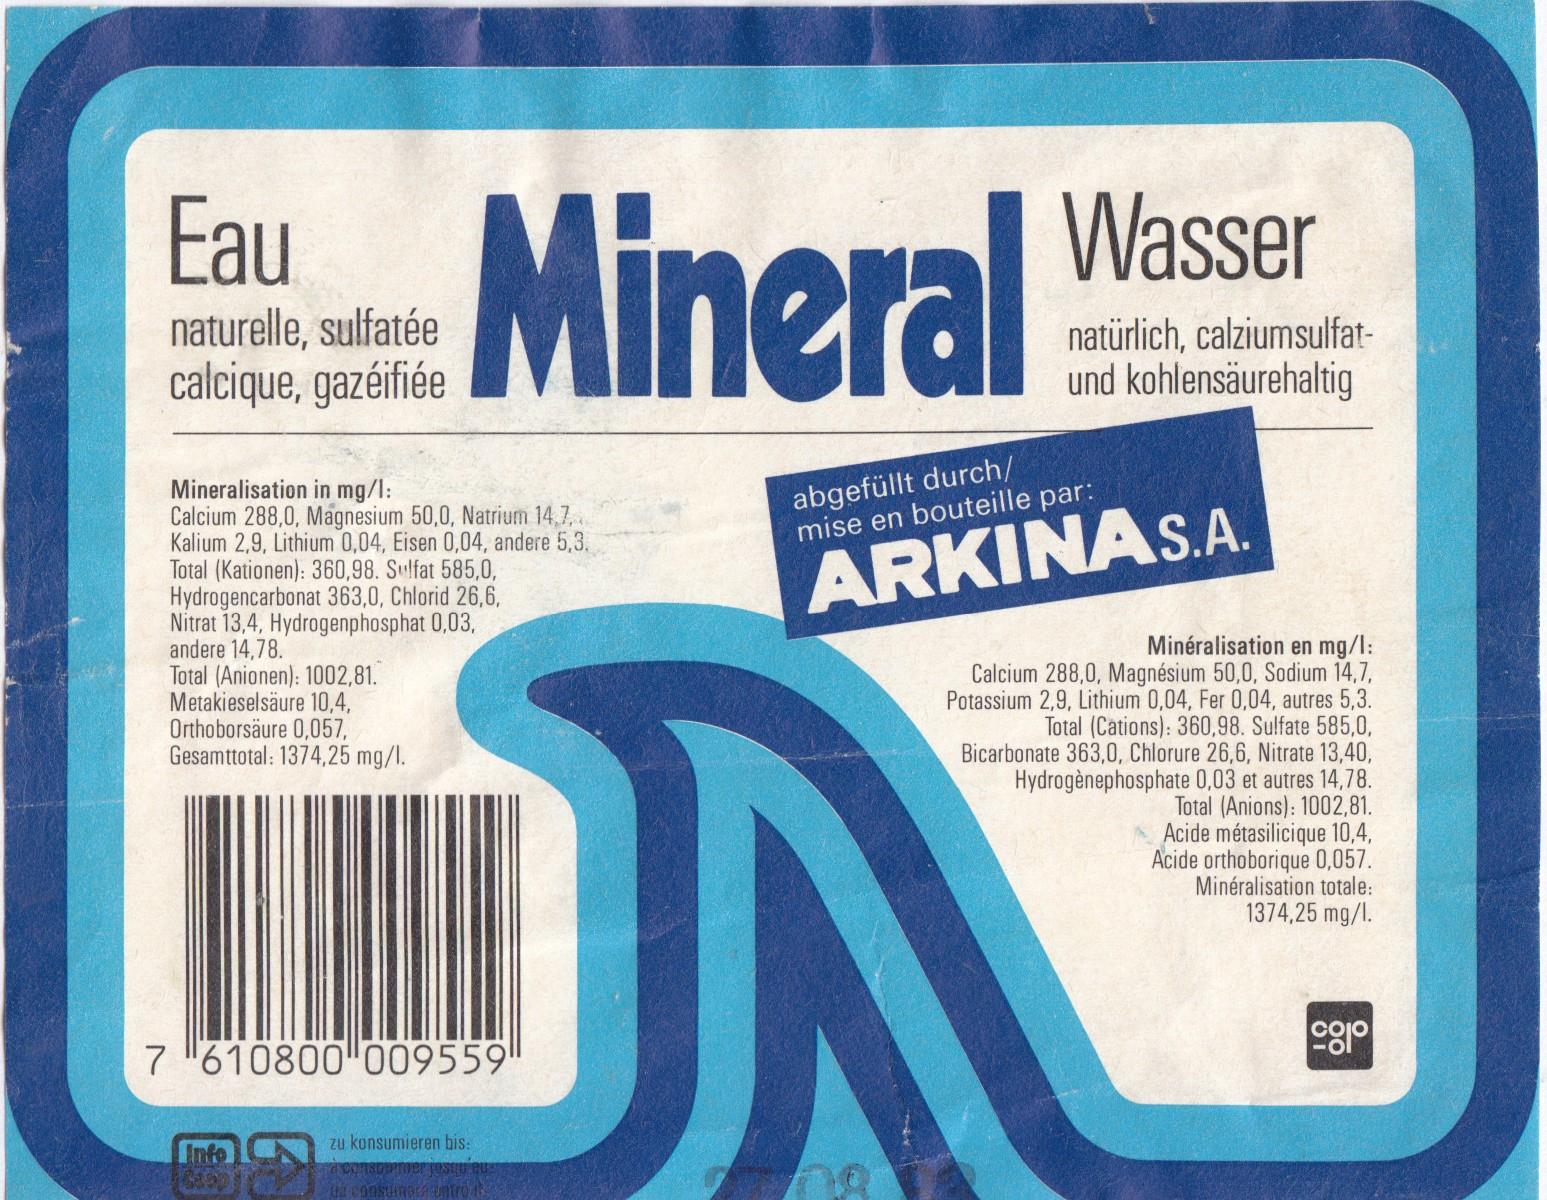 Eau
naturelle, sulfatée
calcique, gazéifiée
Mineral
Wasser
natürlich, calziumsulfat-
und kohlensäurehaltig
abgefüllt durch/
mise en bouteille par:
ARKINA S.A.
Mineralisation in mg/l:
Calcium 288,0, Magnesium 50,0, Natrium 14,7,
Kalium 2,9, Lithium 0,04, Eisen 0,04, andere 5,3.
Total (Kationen): 360,98. Sulfat 585,0,
Hydrogencarbonat 363,0, Chlorid 26,6,
Nitrat 13,4, Hydrogenphosphat 0,03,
andere 14,78.
Total (Anionen): 1002,81.
Metakieselsäure 10,4,
Orthoborsäure 0,057,
Gesamttotal: 1374,25 mg/l.
Minéralisation en mg/l:
Calcium 288,0, Magnésium 50,0, Sodium 14,7,
Potassium 2,9, Lithium 0,04, Fer 0,04, autres 5,3.
Total (Cations): 360,98. Sulfate 585,0,
Bicarbonate 363,0, Chlorure 26,6, Nitrate 13,40,
Hydrogènephosphate 0,03 et autres 14,78.
Total (Anions): 1002,81.
Acide métasilicique 10,4,
Acide orthoborique 0,057.
Minéralisation totale:
1374,25 mg/l.
7 610800 009559
coop
Info
Coop
zu konsumieren bis:
à consommer jusqu'au:
da consumare entro il: